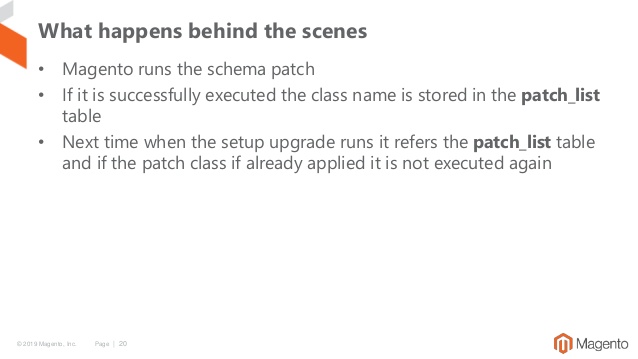 What happens behind the scenes
• Magento runs the schema patch
• If it is successfully executed the class name is stored in the patch_list
table
• Next time when the setup upgrade runs it refers the patch_list table
and if the patch class if already applied it is not executed again
© 2019 Magento, Inc. Page | 20
Magento